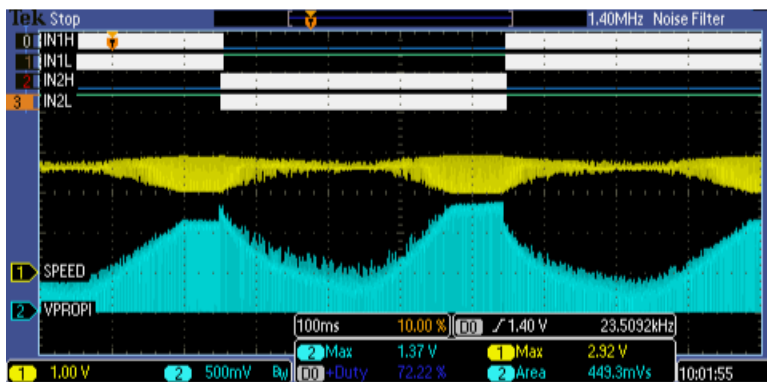 Tek Stop 1.40MHz Noise Filter
0 IN1H
1 IN1L
2 IN2H
3 IN2L
1 SPEED
2 VPROPI
100ms 10.00 % D0 1.40 V 23.5092kHz
2 Max 1.37 V 1 Max 2.92 V
1 1.00 V 2 500mV BW D0 +Duty 72.22 % 2 Area 449.3mVs 10:01:55